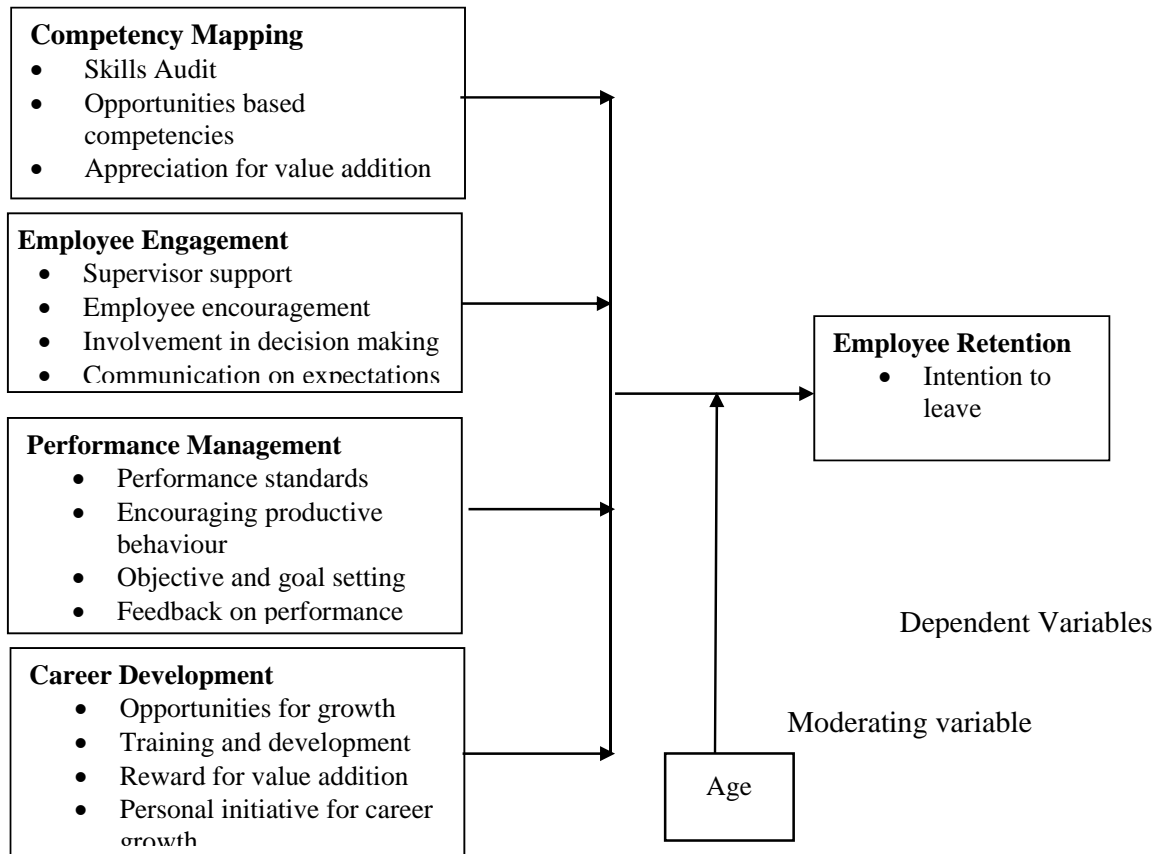 Competency Mapping
• Skills Audit
• Opportunities based
competencies
• Appreciation for value addition
Employee Engagement
• Supervisor support
• Employee encouragement
• Involvement in decision making
• Communication on expectations
Performance Management
• Performance standards
• Encouraging productive
behaviour
• Objective and goal setting
• Feedback on performance
Career Development
• Opportunities for growth
• Training and development
• Reward for value addition
• Personal initiative for career
growth
Employee Retention
• Intention to
leave
Dependent Variables
Moderating variable
Age